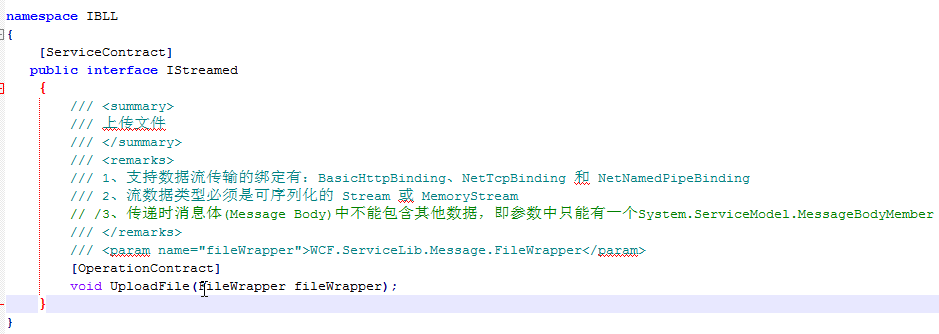 namespace IBLL
{
[ServiceContract]
public interface IStreamed
{
/// <summary>
/// 上传文件
/// </summary>
/// <remarks>
/// 1、支持数据流传输的绑定有：BasicHttpBinding、NetTcpBinding 和 NetNamedPipeBinding
/// 2、流数据类型必须是可序列化的 Stream 或 MemoryStream
// /3、传递时消息体(Message Body)中不能包含其他数据，即参数中只能有一个System.ServiceModel.MessageBodyMember
/// </remarks>
/// <param name="fileWrapper">WCF.ServiceLib.Message.FileWrapper</param>
[OperationContract]
void UploadFile(FileWrapper fileWrapper);
}
}